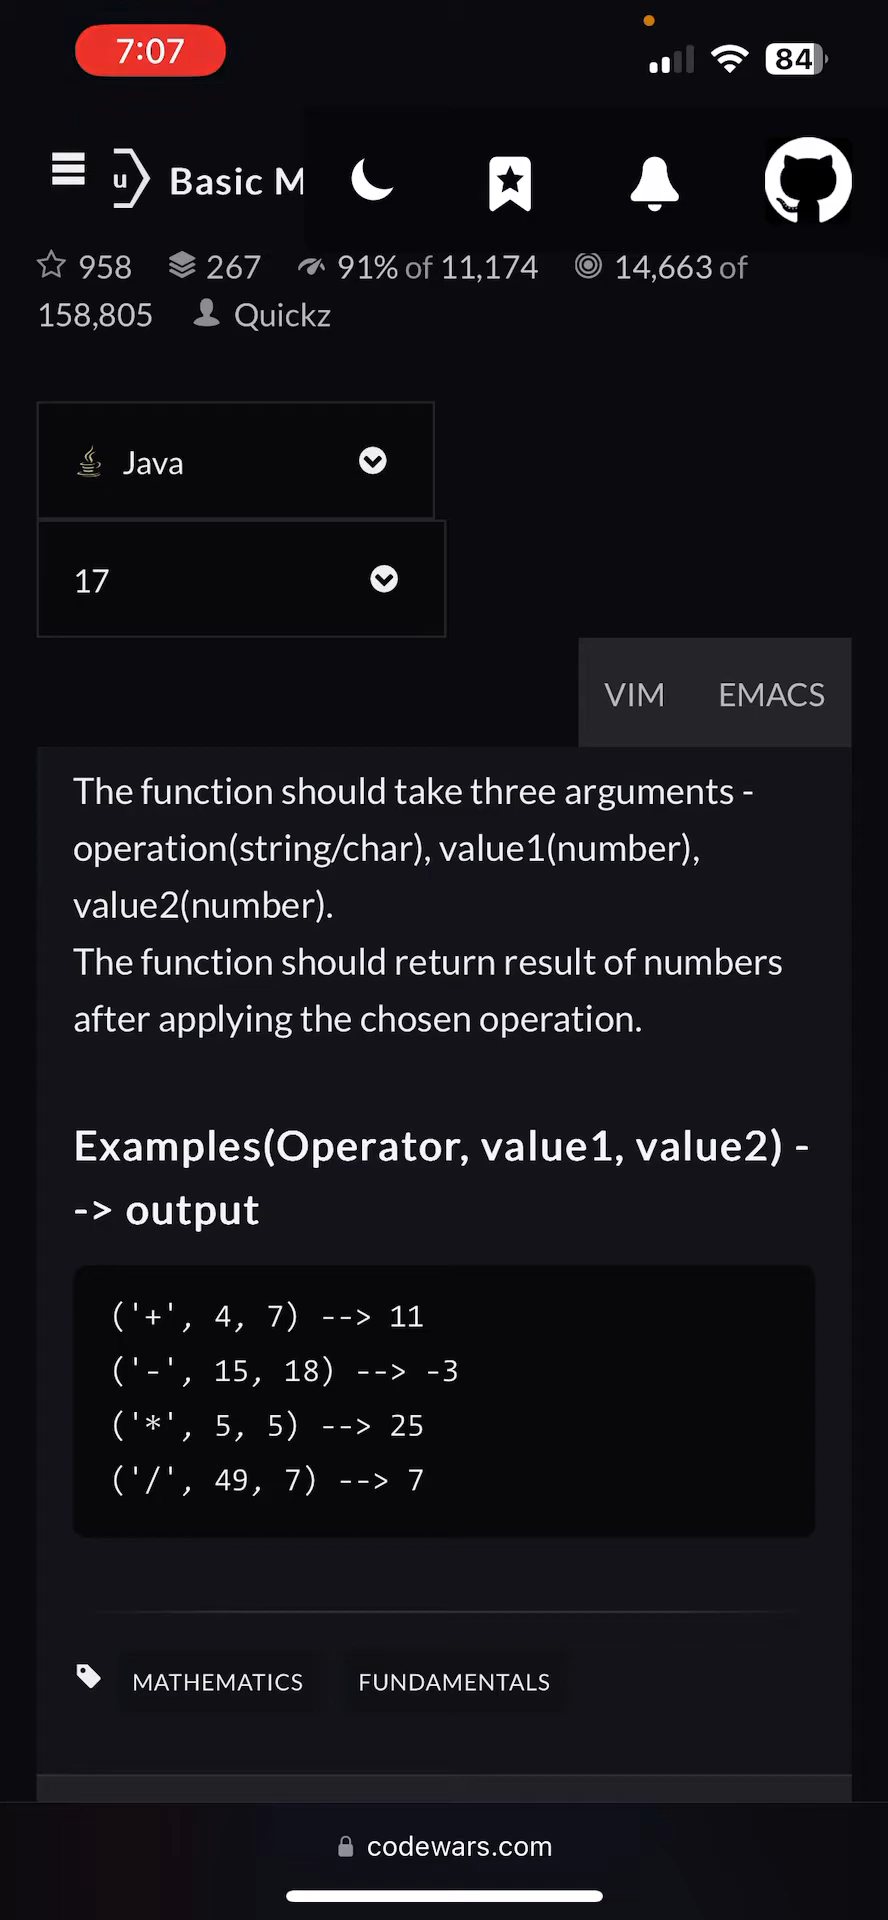 7:07
84
u Basic M
958 267 91% of 11,174 14,663 of
158,805 Quickz
Java
17
VIM EMACS
The function should take three arguments -
operation(string/char), value1(number),
value2(number).
The function should return result of numbers
after applying the chosen operation.
Examples(Operator, value1, value2) -
-> output
('+', 4, 7) --> 11
('-', 15, 18) --> -3
('*', 5, 5) --> 25
('/', 49, 7) --> 7
MATHEMATICS FUNDAMENTALS
codewars.com